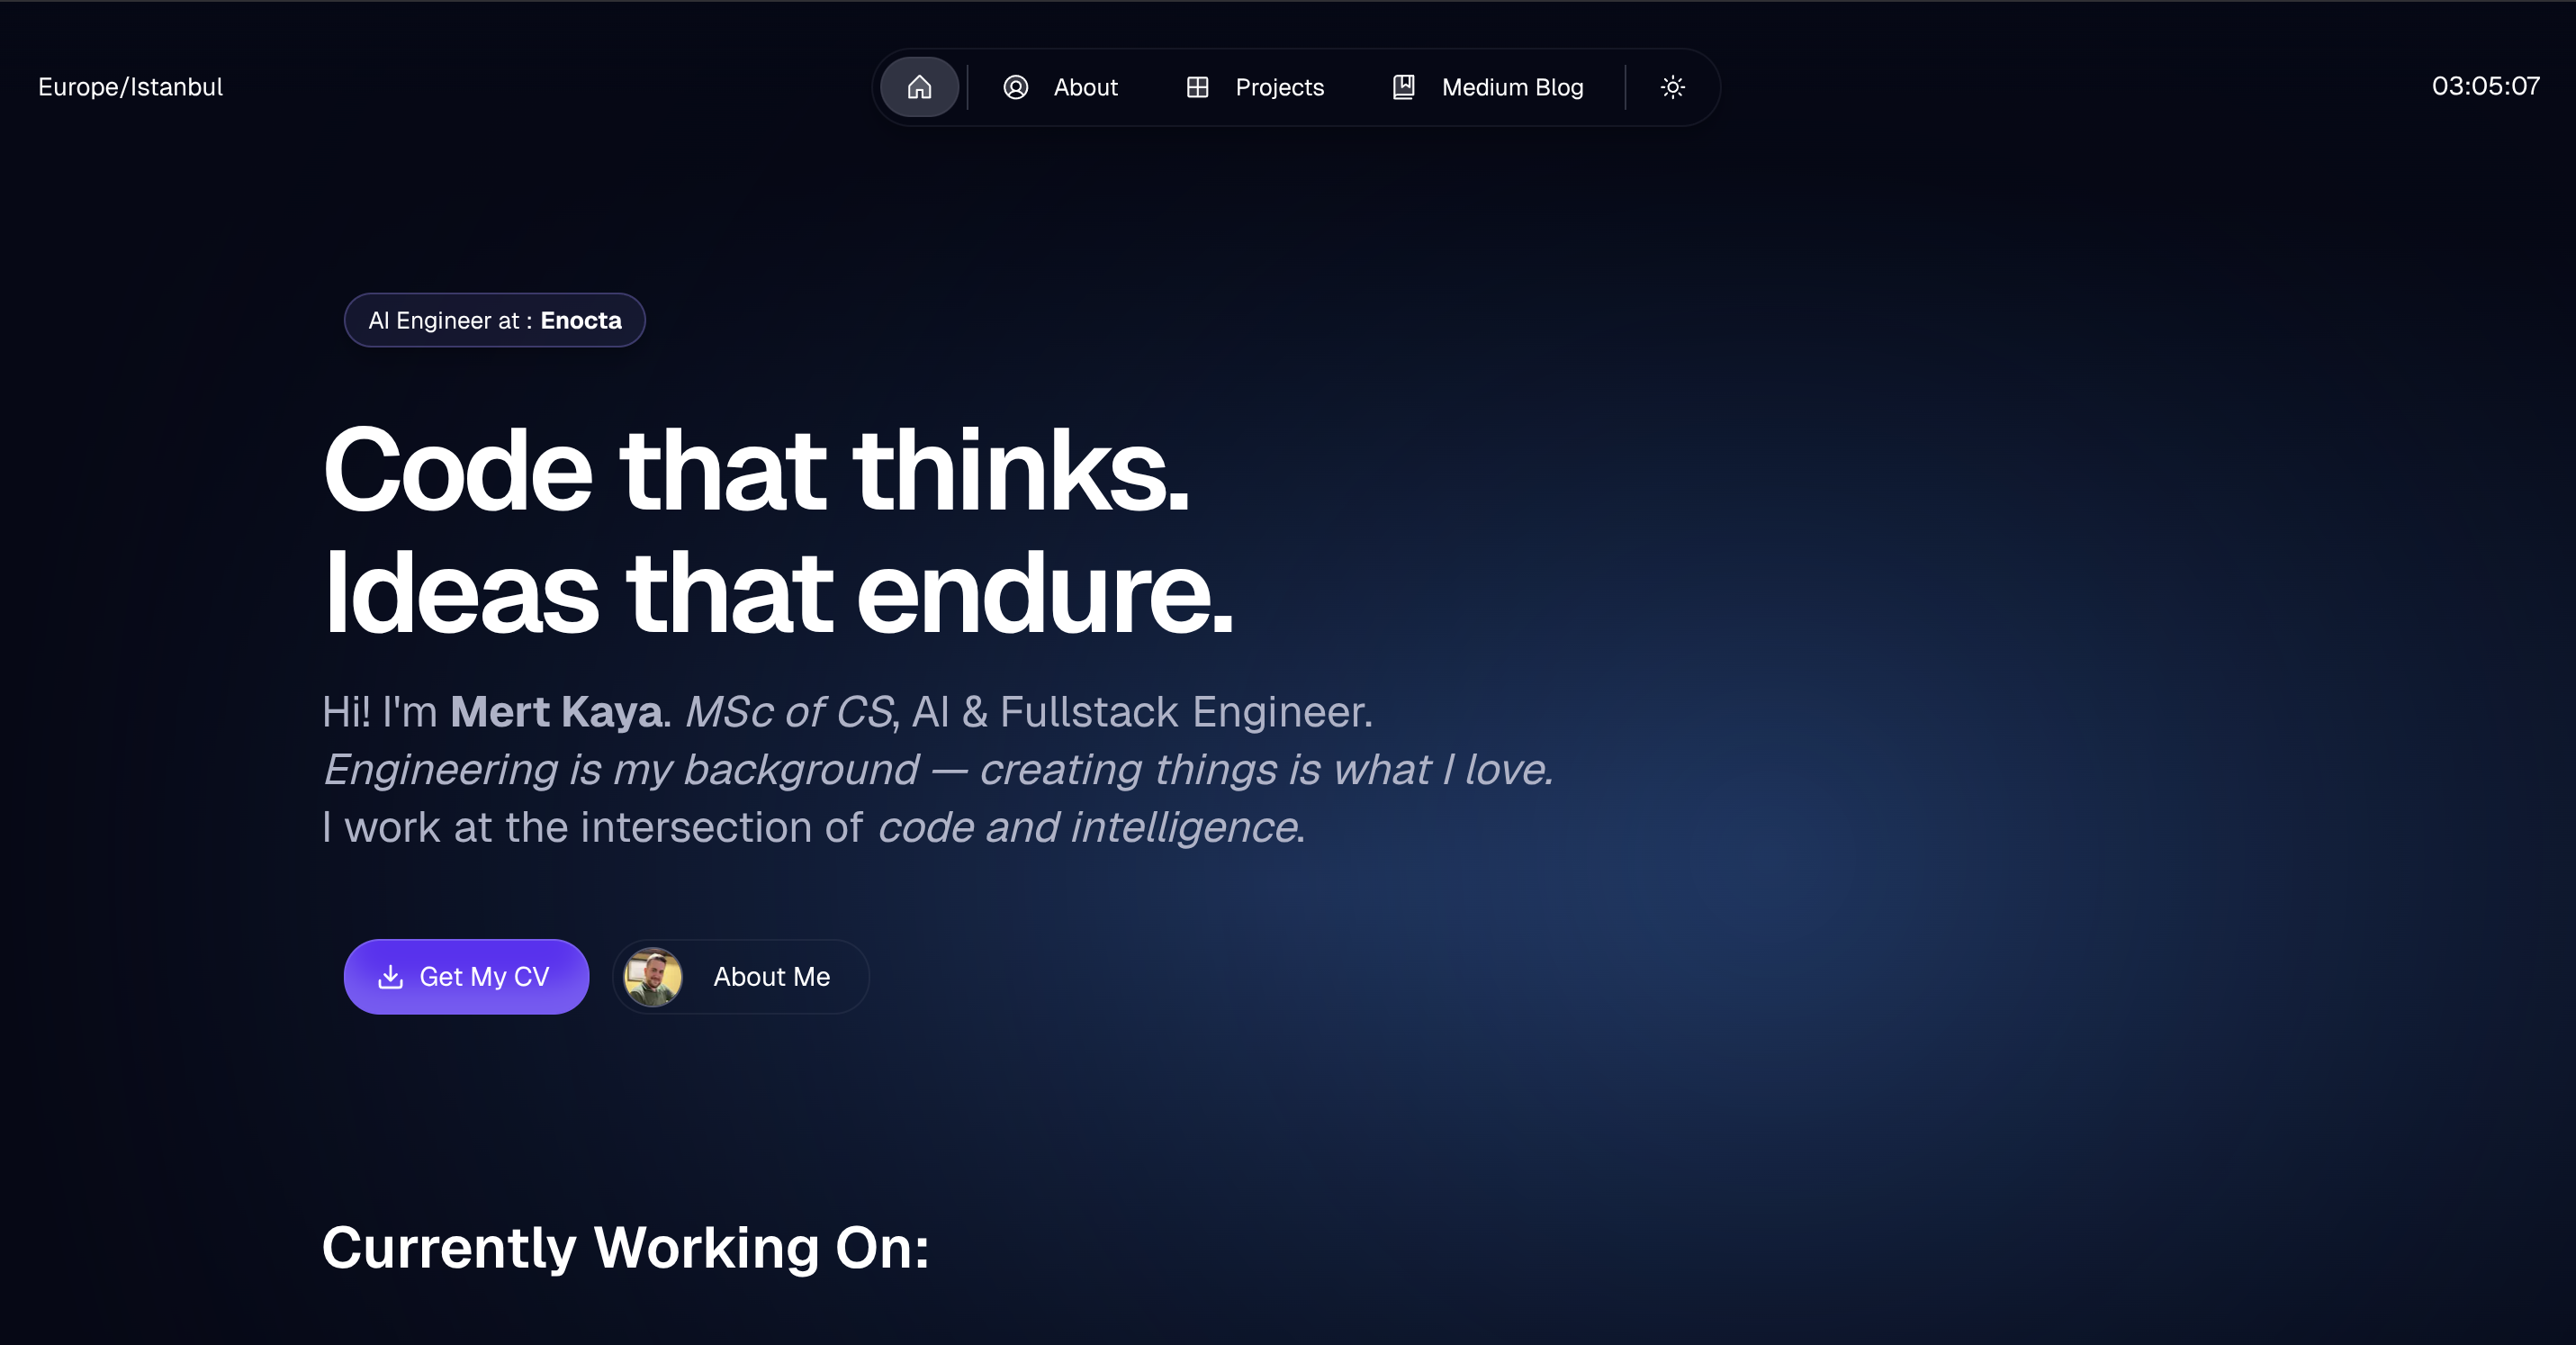 Europe/Istanbul
About
Projects
Medium Blog
03:05:07
AI Engineer at : Enocta
Code that thinks.
Ideas that endure.
Hi! I'm Mert Kaya. MSc of CS, AI & Fullstack Engineer.
Engineering is my background — creating things is what I love.
I work at the intersection of code and intelligence.
Get My CV
About Me
Currently Working On: